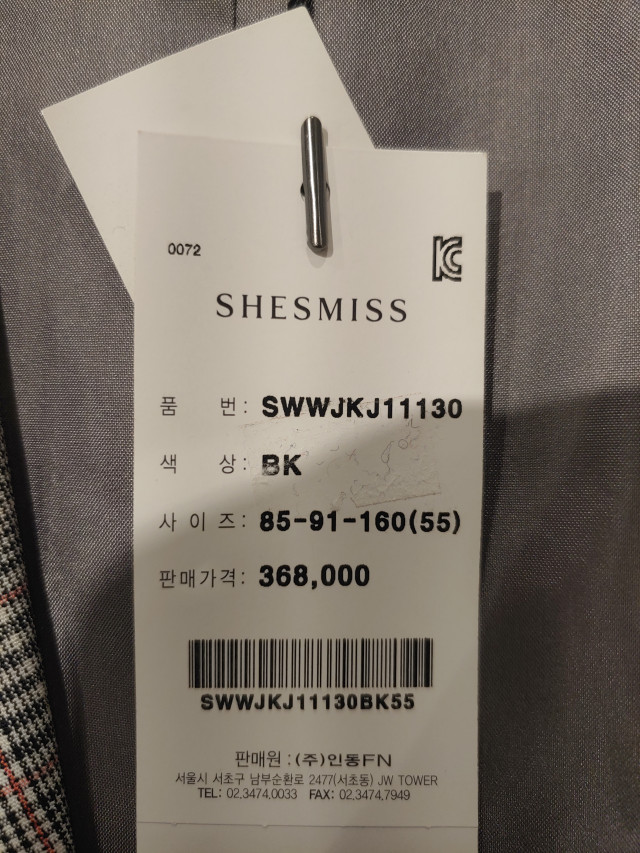 0072
KC
SHESMISS
품 번: SWWJKJ11130
색 상: BK
사 이 즈: 85-91-160(55)
판매가격: 368,000
SWWJKJ11130BK55
판매원 : (주)인동FN
서울시 서초구 남부순환로 2477(서초동) JW TOWER
TEL: 02.3474.0033 FAX: 02.3474.7949